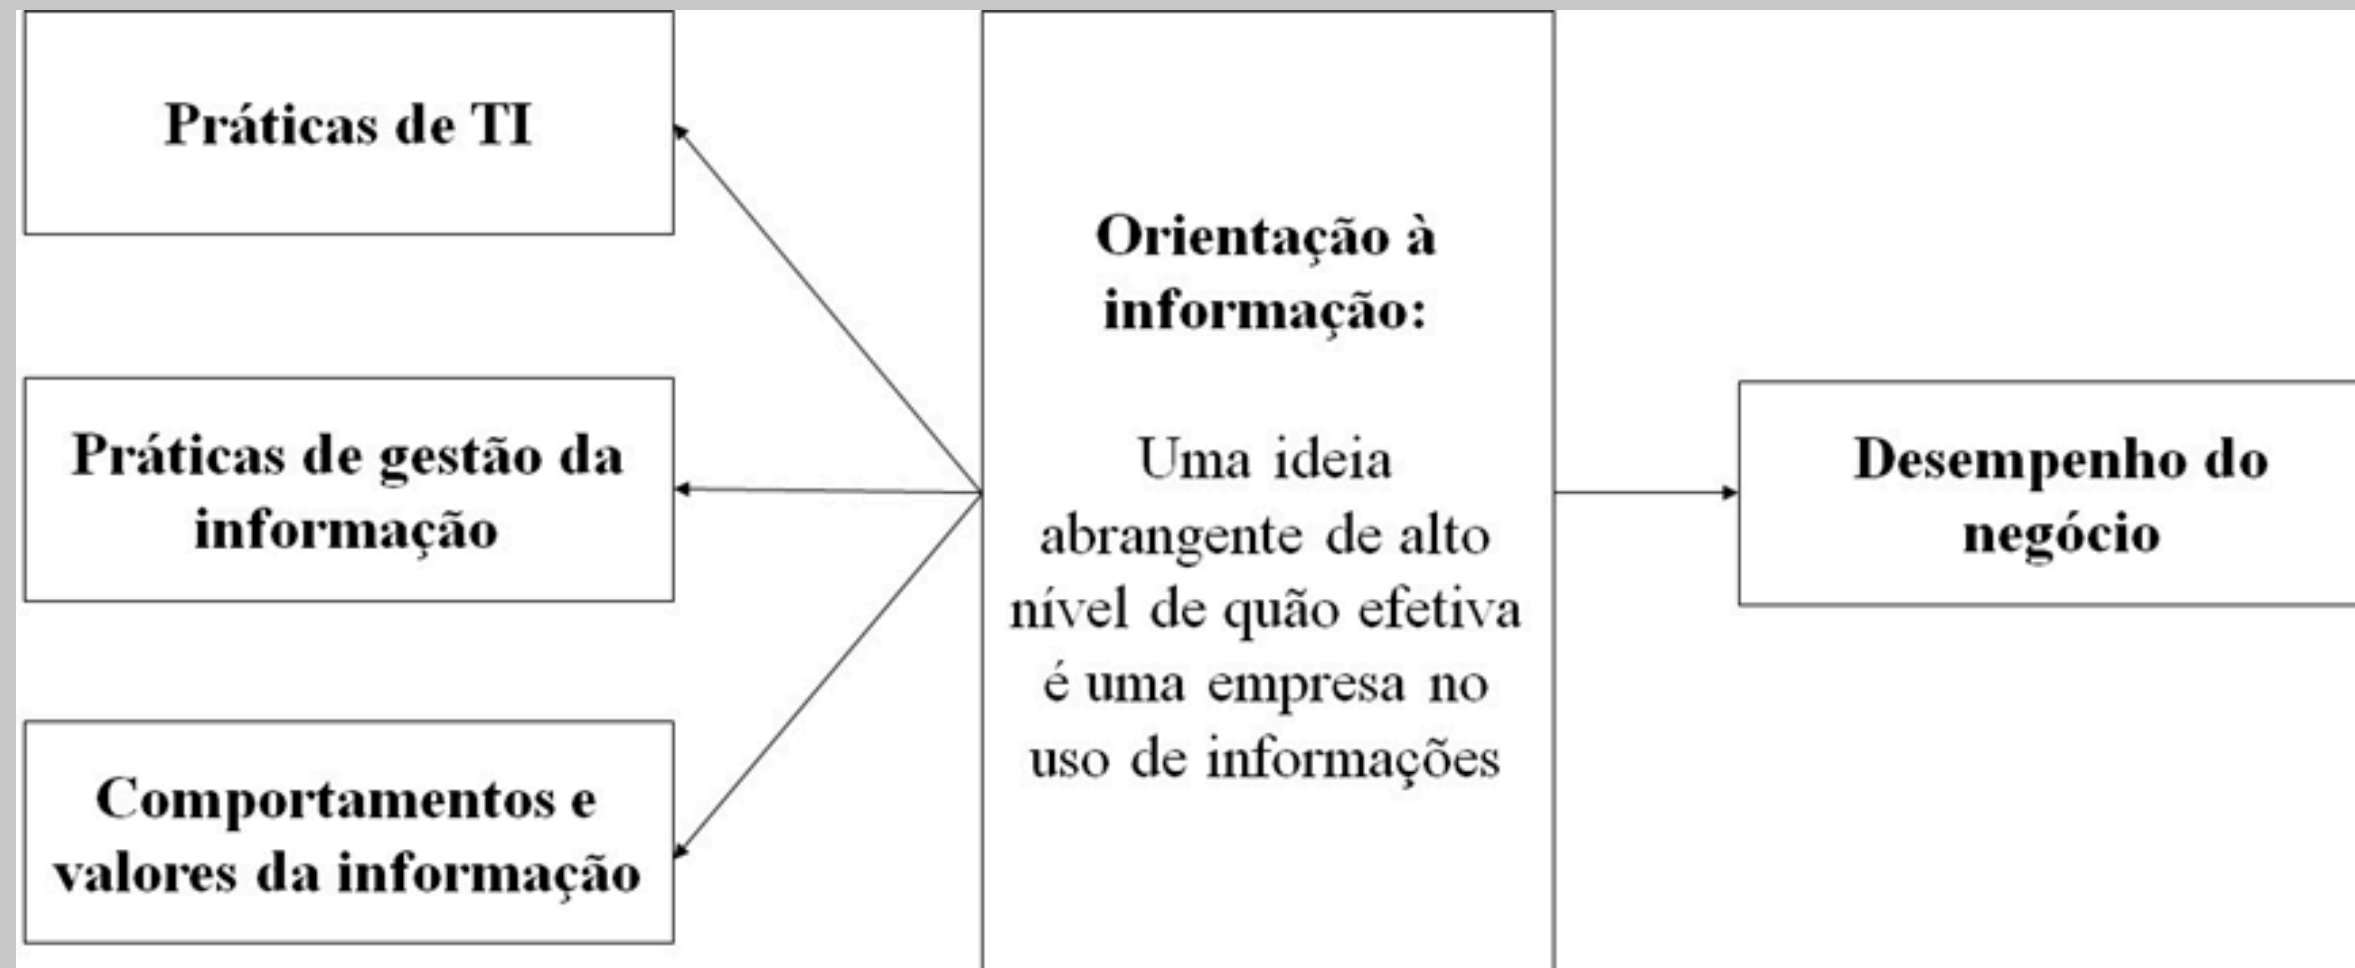 Práticas de TI
Práticas de gestão da
informação
Comportamentos e
valores da informação
Orientação à
informação:
Uma ideia
abrangente de alto
nível de quão efetiva
é uma empresa no
uso de informações
Desempenho do
negócio